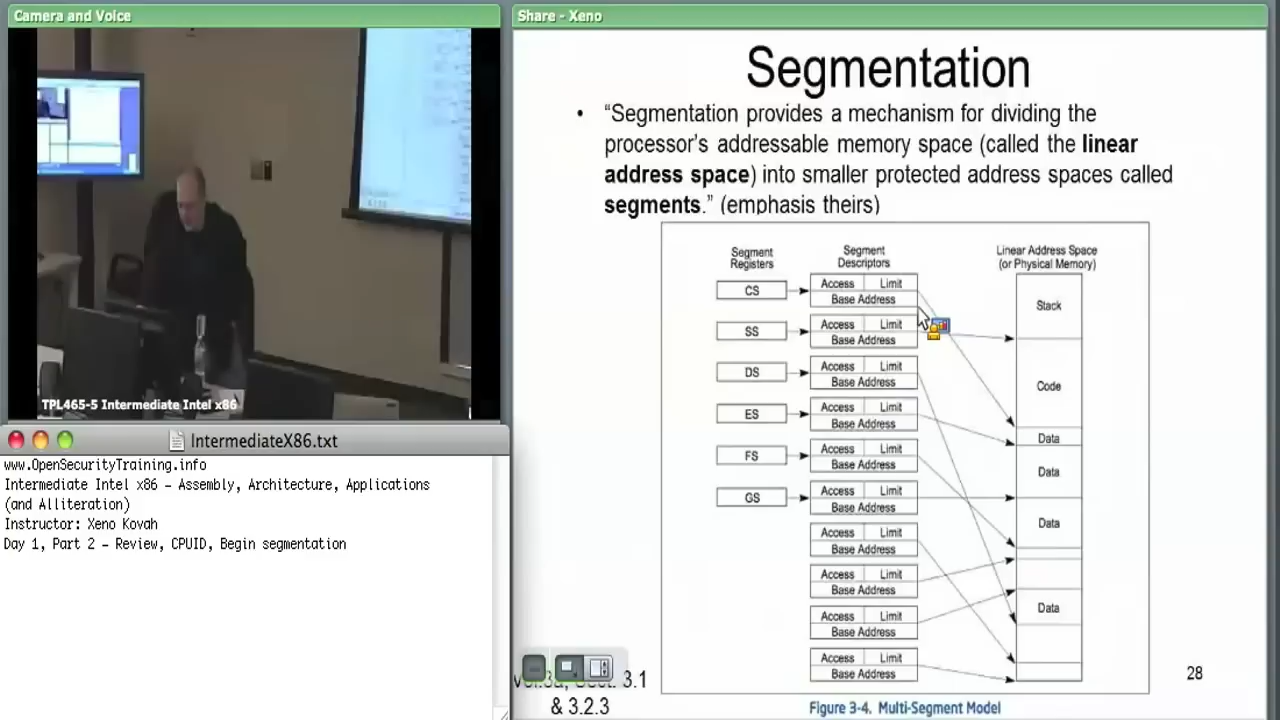 Camera and Voice
TPL465-5 Intermediate Intel x86
IntermediateX86.txt
www.OpenSecurityTraining.info
Intermediate Intel x86 – Assembly, Architecture, Applications
(and Alliteration)
Instructor: Xeno Kovah
Day 1, Part 2 – Review, CPUID, Begin segmentation
Share - Xeno
Segmentation
• “Segmentation provides a mechanism for dividing the
processor’s addressable memory space (called the linear
address space) into smaller protected address spaces called
segments.” (emphasis theirs)
Segment
Registers
Segment
Descriptors
Linear Address Space
(or Physical Memory)
CS
Access Limit
Base Address
Stack
SS
Access Limit
Base Address
DS
Access Limit
Base Address
Code
ES
Access Limit
Base Address
Data
FS
Access Limit
Base Address
Data
GS
Access Limit
Base Address
Data
Access Limit
Base Address
Access Limit
Base Address
Access Limit
Base Address
Data
Access Limit
Base Address
3.1
& 3.2.3
28
Figure 3-4. Multi-Segment Model